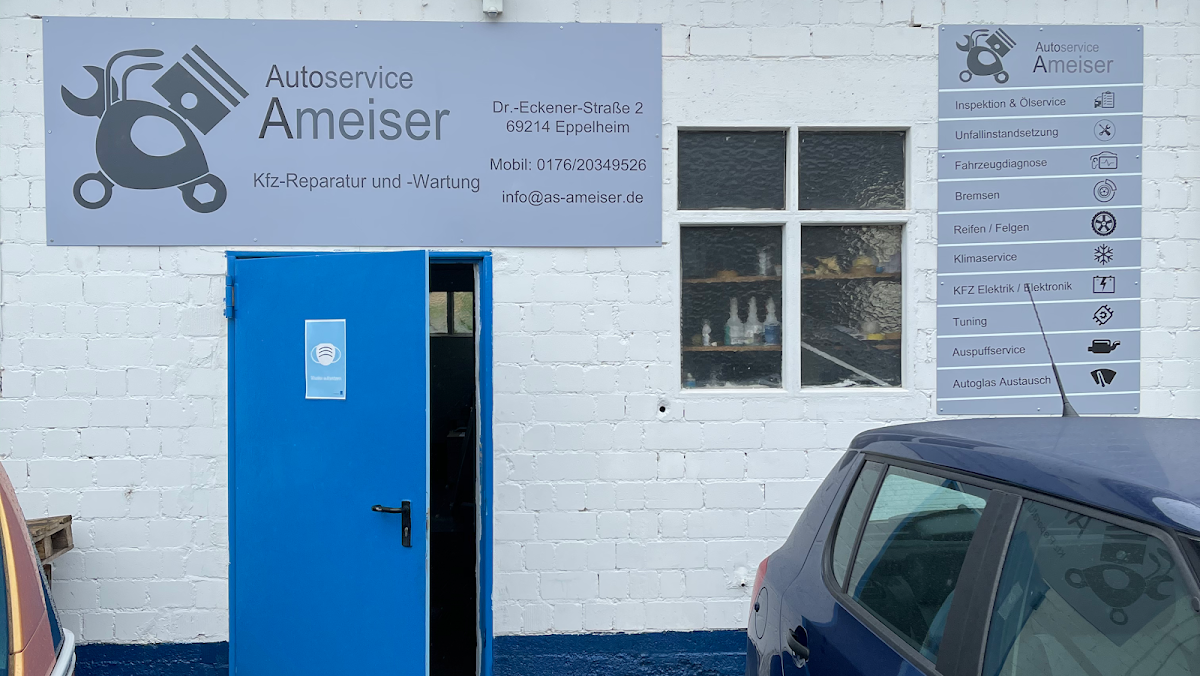 Autoservice
Ameiser
Kfz-Reparatur und -Wartung
Dr.-Eckener-Straße 2
69214 Eppelheim
Mobil: 0176/20349526
info@as-ameiser.de
Autoservice
Ameiser
Inspektion & Ölservice
Unfallinstandsetzung
Fahrzeugdiagnose
Bremsen
Reifen / Felgen
Klimaservice
KFZ Elektrik / Elektronik
Tuning
Auspuffservice
Autoglas Austausch